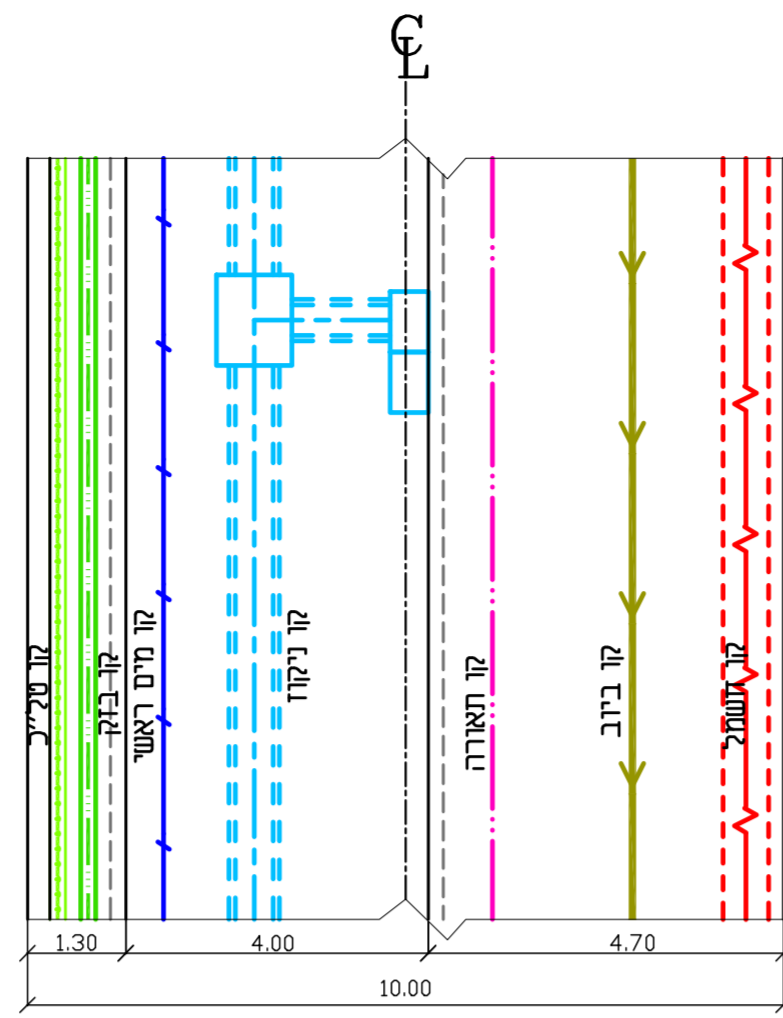 CL
קו טל״כ
קו בזק
קו מים ראשי
קו ניקוז
קו תאורה
קו ביוב
קו חשמל
1.30
4.00
4.70
10.00